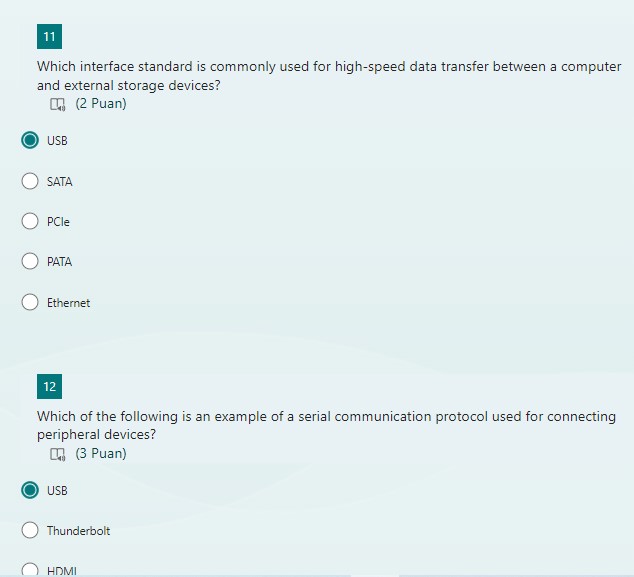 11
Which interface standard is commonly used for high-speed data transfer between a computer
and external storage devices?
(2 Puan)
USB
SATA
PCIe
PATA
Ethernet
12
Which of the following is an example of a serial communication protocol used for connecting
peripheral devices?
(3 Puan)
USB
Thunderbolt
HDMI